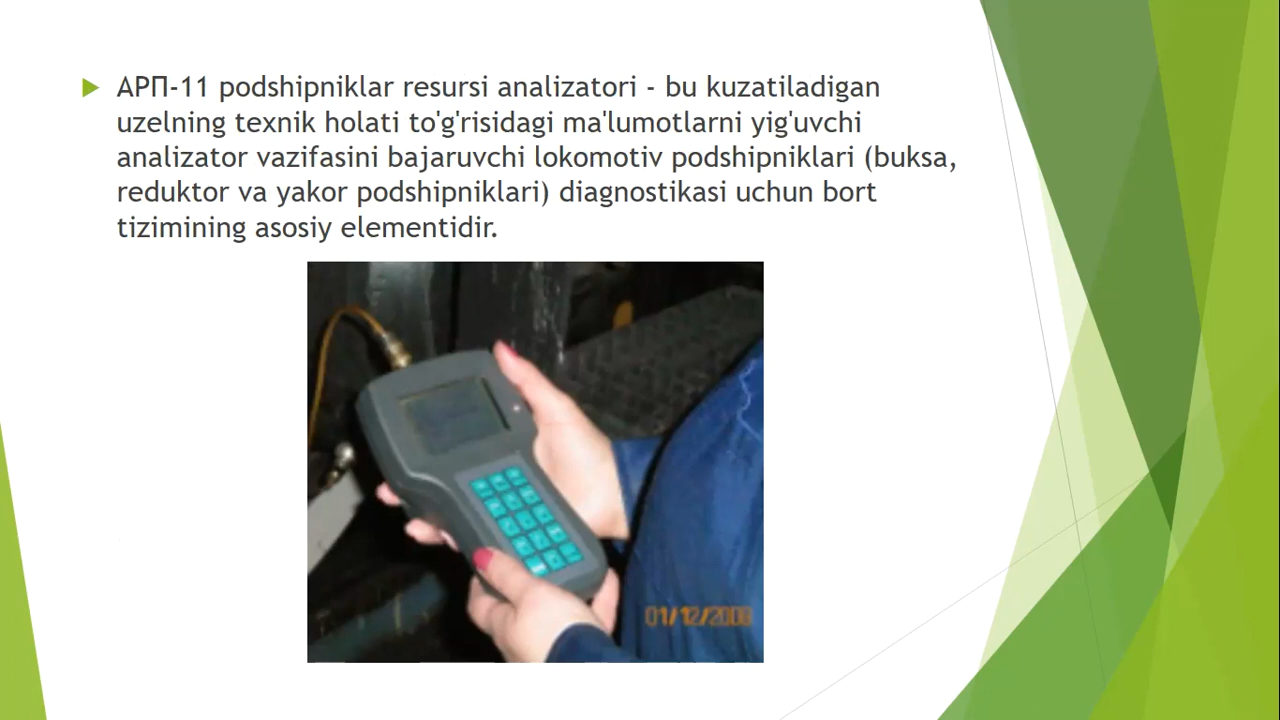 АРП-11 podshipniklar resursi analizatori - bu kuzatiladigan
uzelning texnik holati to'g'risidagi ma'lumotlarni yig'uvchi
analizator vazifasini bajaruvchi lokomotiv podshipniklari (buksa,
reduktor va yakor podshipniklari) diagnostikasi uchun bort
tizimining asosiy elementidir.
01/12/2008